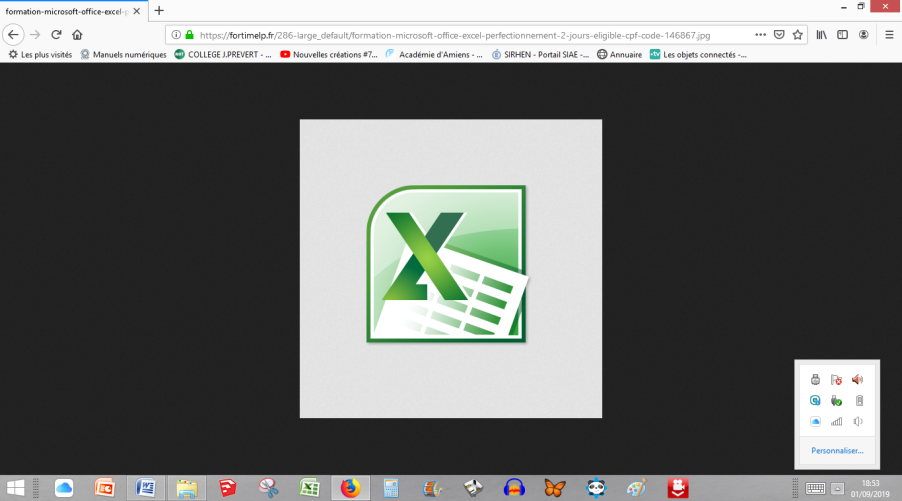 formation-microsoft-office-excel-p
https://fortimelp.fr/286-large_default/formation-microsoft-office-excel-perfectionnement-2-jours-eligible-cpf-code-146867.jpg
Les plus visités Manuels numériques COLLEGE J.PREVERT - ... Nouvelles créations #7... Académie d'Amiens - ... SIRHEN - Portail SIAE -... Annuaire Les objets connectés -...
X
Personnaliser...
18:53
01/09/2019